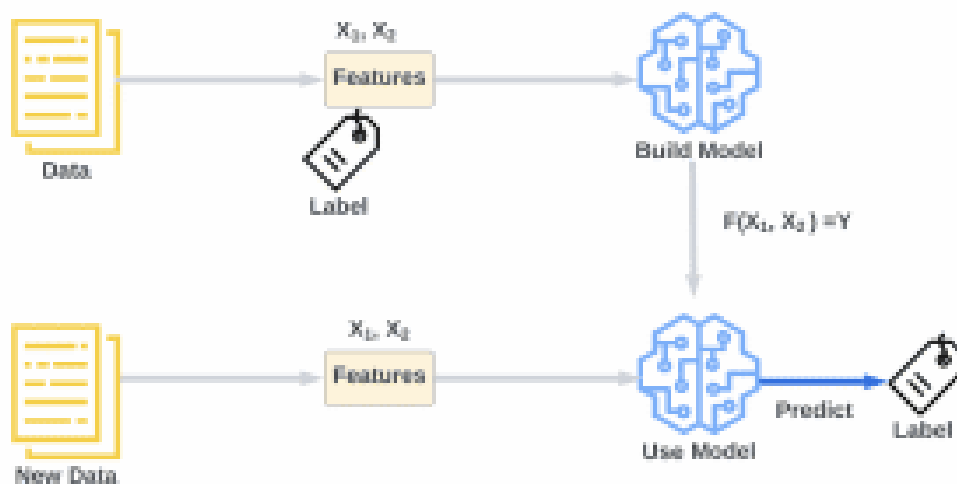 X₁, X₂
Features
Data
Label
Build Model
F(X₁, X₂ ) =Y
X₁, X₂
Features
New Data
Use Model
Predict
Label